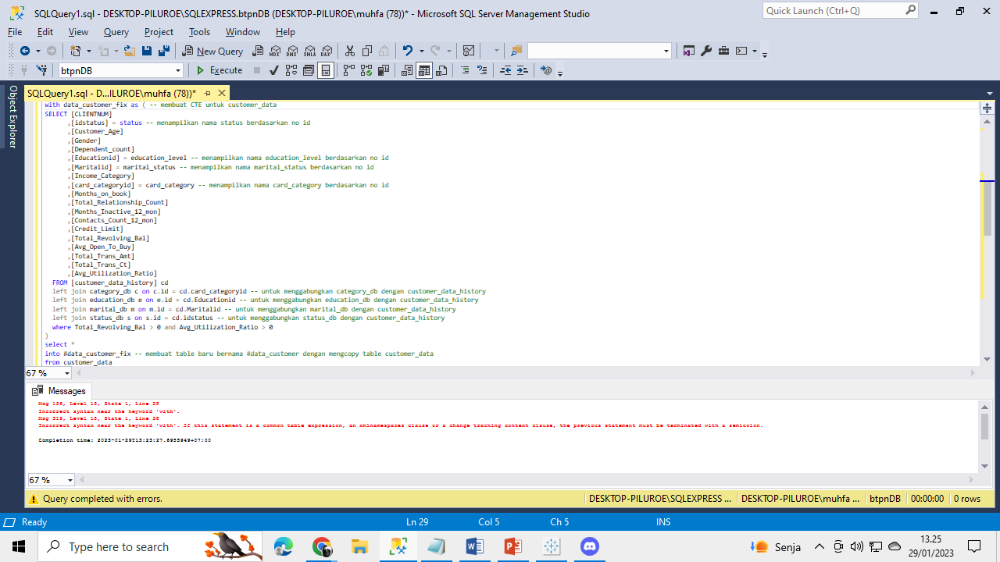 SQLQuery1.sql - DESKTOP-PILUROE\SQLEXPRESS.btpnDB (DESKTOP-PILUROE\muhfa (78))* - Microsoft SQL Server Management Studio
Quick Launch (Ctrl+Q)
File Edit View Query Project Tools Window Help
New Query MDX DMX XMLA DAX
btpnDB Execute
Object Explorer
SQLQuery1.sql - D...ILUROE\muhfa (78))*
with data_customer_fix as ( -- membuat CTE untuk customer_data
SELECT [CLIENTNUM]
,[idstatus] = status -- menampilkan nama status berdasarkan no id
,[Customer_Age]
,[Gender]
,[Dependent_count]
,[Educationid] = education_level -- menampilkan nama education_level berdasarkan no id
,[Maritalid] = marital_status -- menampilkan nama marital_status berdasarkan no id
,[Income_Category]
,[card_categoryid] = card_category -- menampilkan nama card_category berdasarkan no id
,[Months_on_book]
,[Total_Relationship_Count]
,[Months_Inactive_12_mon]
,[Contacts_Count_12_mon]
,[Credit_Limit]
,[Total_Revolving_Bal]
,[Avg_Open_To_Buy]
,[Total_Trans_Amt]
,[Total_Trans_Ct]
,[Avg_Utilization_Ratio]
FROM [customer_data_history] cd
left join category_db c on c.id = cd.card_categoryid -- untuk menggabungkan category_db dengan customer_data_history
left join education_db e on e.id = cd.Educationid -- untuk menggabungkan education_db dengan customer_data_history
left join marital_db m on m.id = cd.Maritalid -- untuk menggabungkan marital_db dengan customer_data_history
left join status_db s on s.id = cd.idstatus -- untuk menggabungkan status_db dengan customer_data_history
where Total_Revolving_Bal > 0 and Avg_Utilization_Ratio > 0
)
select *
into #data_customer_fix -- membuat table baru bernama #data_customer dengan mengcopy table customer_data
from customer_data
67 %
Messages
Msg 156, Level 15, State 1, Line 28
Incorrect syntax near the keyword 'with'.
Msg 319, Level 15, State 1, Line 28
Incorrect syntax near the keyword 'with'. If this statement is a common table expression, an xmlnamespaces clause or a change tracking context clause, the previous statement must be terminated with a semicolon.
Completion time: 2023-01-29T13:23:27.6955949+07:00
67 %
Query completed with errors. DESKTOP-PILUROE\SQLEXPRESS ... DESKTOP-PILUROE\muhfa ... btpnDB 00:00:00 0 rows
Ready Ln 29 Col 5 Ch 5 INS
Type here to search Senja 13.25
29/01/2023